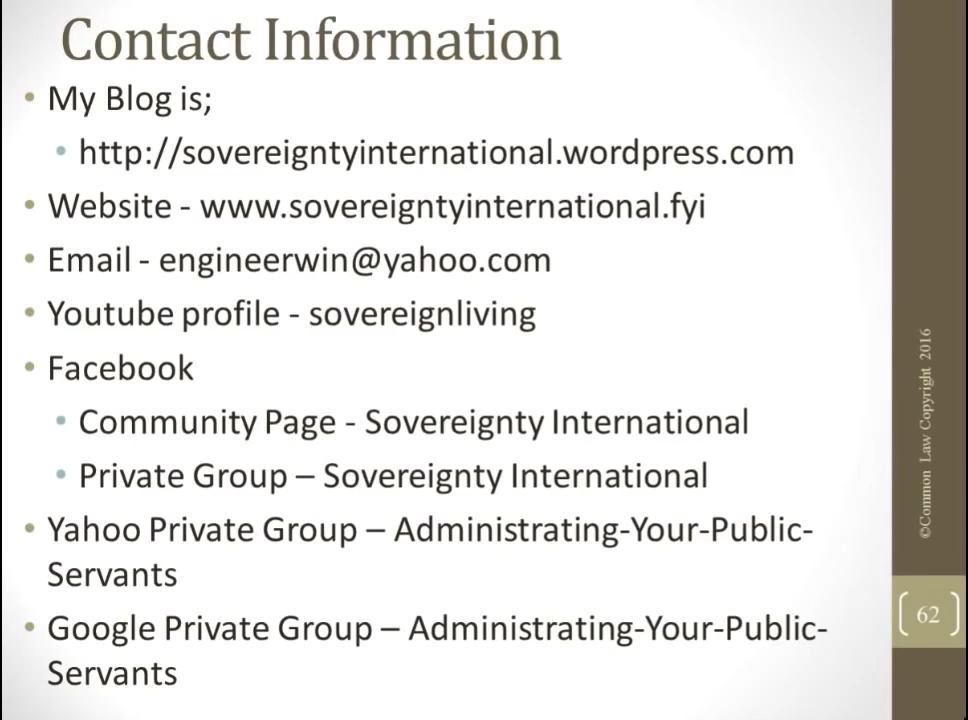 Contact Information
• My Blog is;
• http://sovereigntyinternational.wordpress.com
• Website - www.sovereigntyinternational.fyi
• Email - engineerwin@yahoo.com
• Youtube profile - sovereignliving
• Facebook
• Community Page - Sovereignty International
• Private Group – Sovereignty International
• Yahoo Private Group – Administrating-Your-Public-
Servants
• Google Private Group – Administrating-Your-Public-
Servants
©Common Law Copyright 2016
62